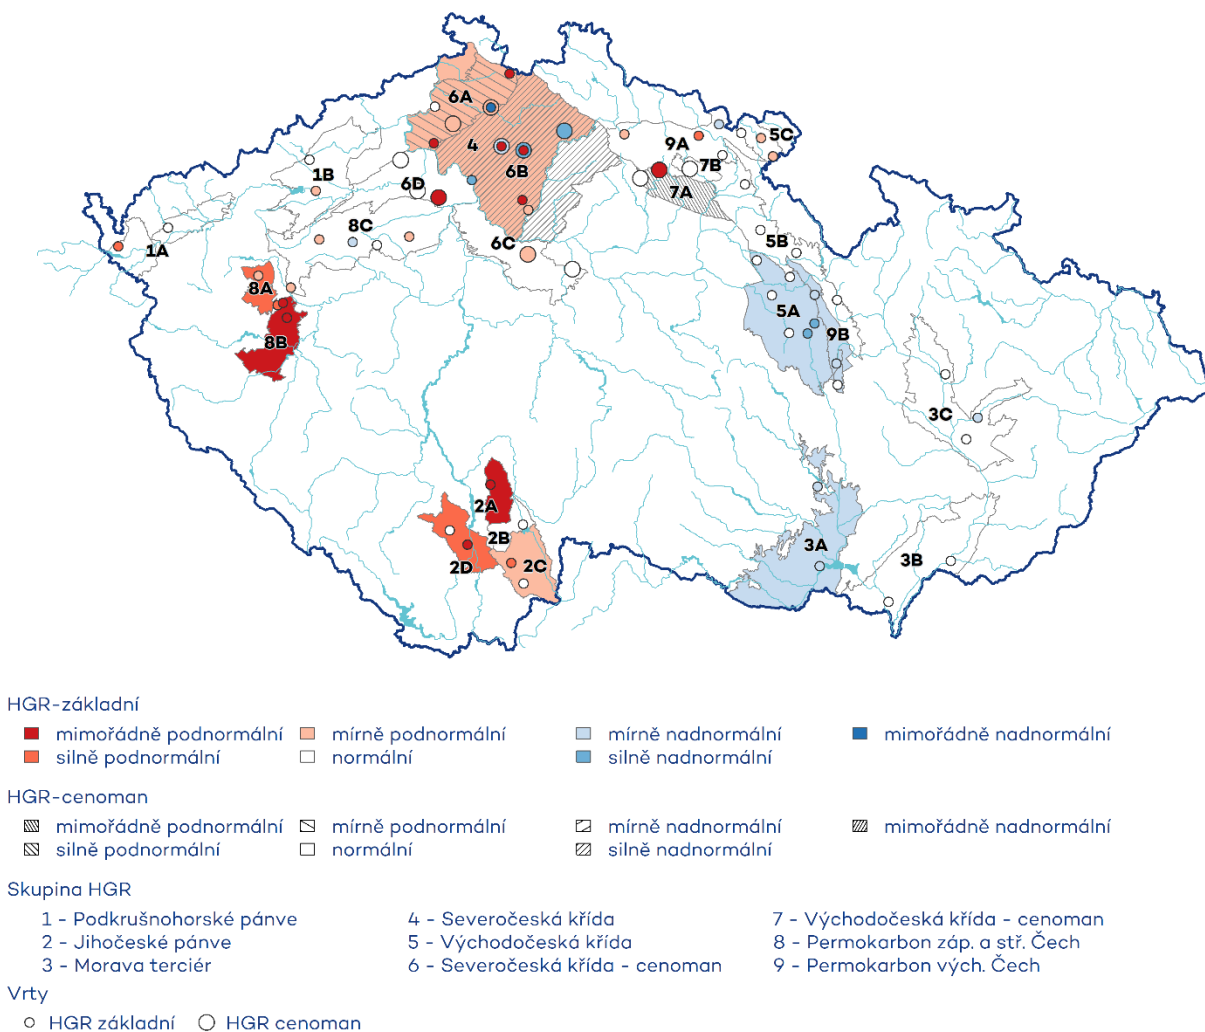 6A
4
6B
9A
7B
5C
7A
1B
6D
8C
6C
5B
1A
8A
8B
5A
9B
3C
2A
2B
2C
2D
3A
3B
HGR-základní
mimořádně podnormální mírně podnormální mírně nadnormální mimořádně nadnormální
silně podnormální normální silně nadnormální
HGR-cenoman
mimořádně podnormální mírně podnormální mírně nadnormální mimořádně nadnormální
silně podnormální normální silně nadnormální
Skupina HGR
1 - Podkrušnohorské pánve 4 - Severočeská křída 7 - Východočeská křída - cenoman
2 - Jihočeské pánve 5 - Východočeská křída 8 - Permokarbon záp. a stř. Čech
3 - Morava terciér 6 - Severočeská křída - cenoman 9 - Permokarbon vých. Čech
Vrty
HGR základní HGR cenoman